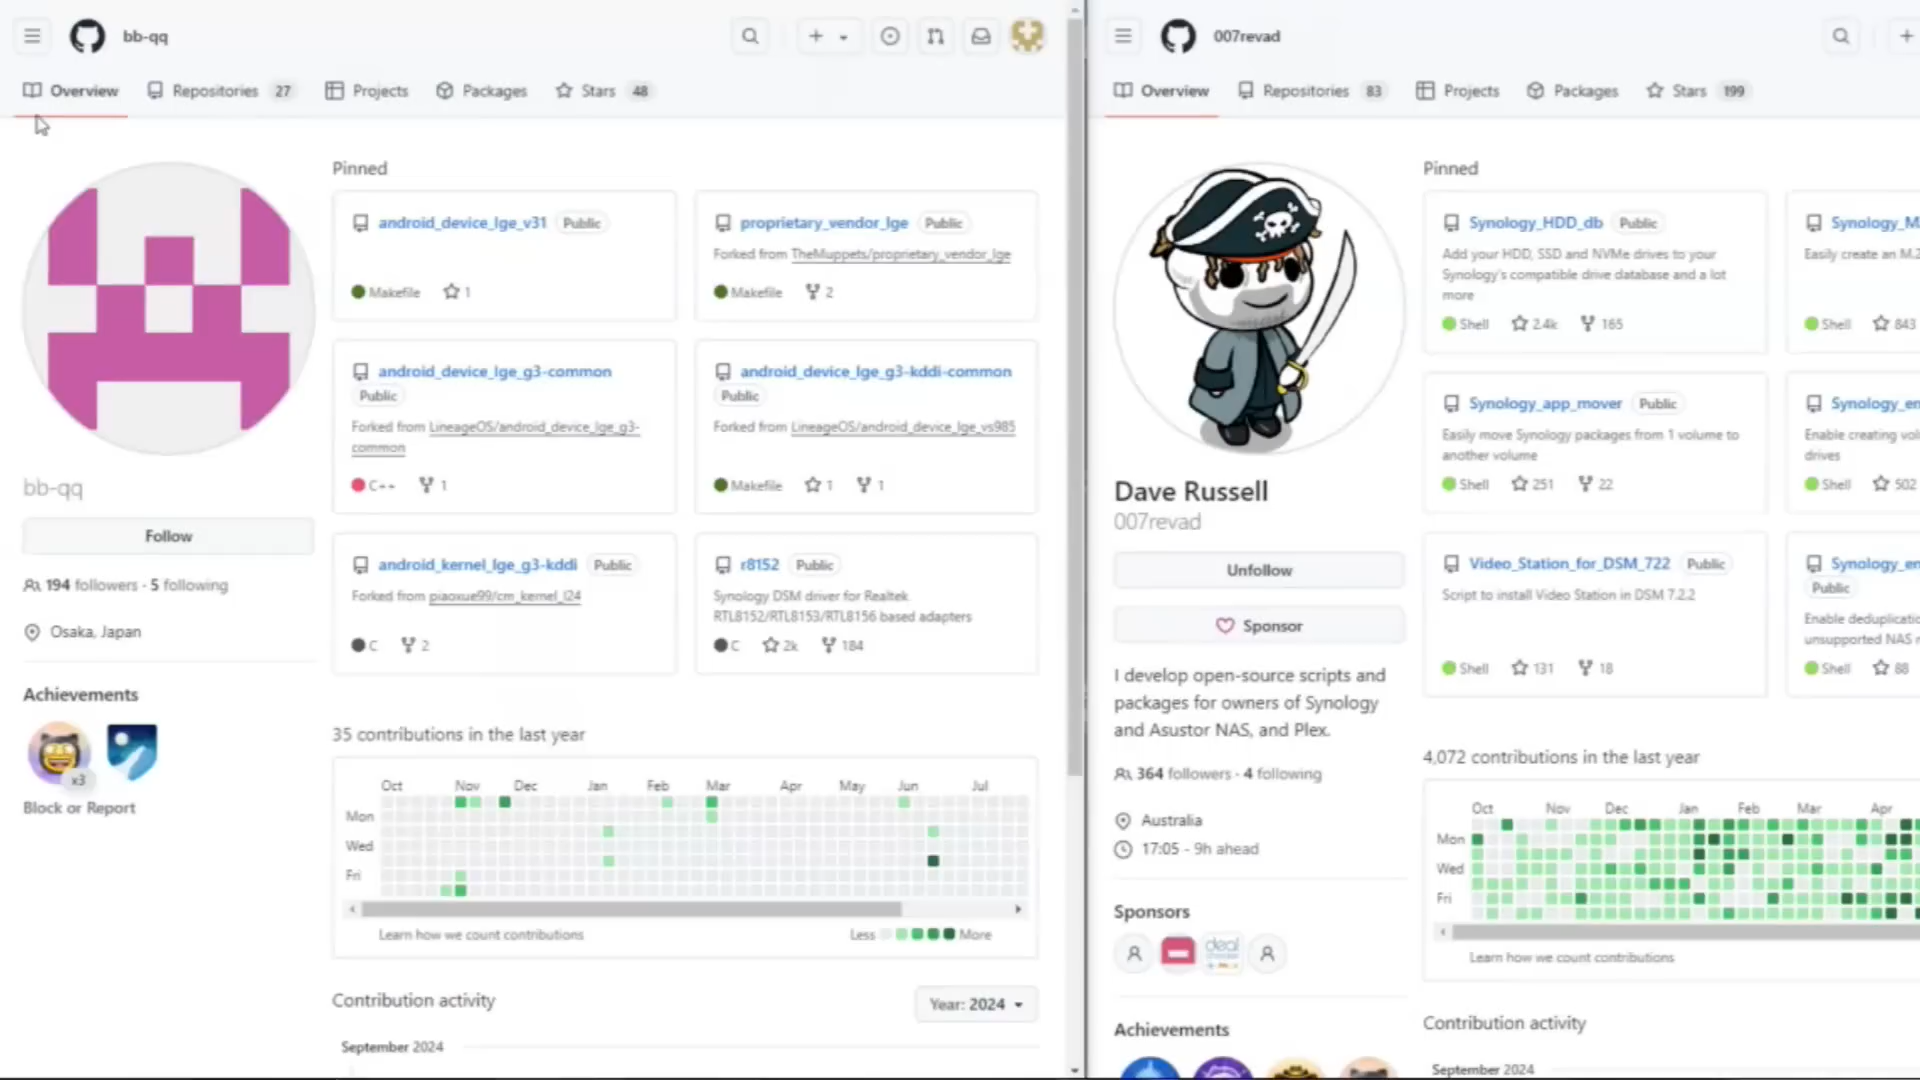 bb-qq
Overview
Repositories 27
Projects
Packages
Stars 48
Pinned
android_device_lge_v31 Public
Makefile 1
proprietary_vendor_lge Public
Forked from TheMuppets/proprietary_vendor_lge
Makefile 2
android_device_lge_g3-common
Public
Forked from LineageOS/android_device_lge_g3-
common
C++ 1
android_device_lge_g3-kddi-common
Public
Forked from LineageOS/android_device_lge_vs985
Makefile 1 1
android_kernel_lge_g3-kddi Public
Forked from piaoxue99/cm_kernel_l24
C 2
r8152 Public
Synology DSM driver for Realtek
RTL8152/RTL8153/RTL8156 based adapters
C 2k 184
bb-qq
Follow
194 followers · 5 following
Osaka, Japan
Achievements
x3
Block or Report
35 contributions in the last year
Oct Nov Dec Jan Feb Mar Apr May Jun Jul
Mon
Wed
Fri
Learn how we count contributions
Less More
Contribution activity
Year: 2024
September 2024
007revad
Overview
Repositories 83
Projects
Packages
Stars 199
Pinned
Synology_HDD_db Public
Add your HDD, SSD and NVMe drives to your
Synology's compatible drive database and a lot
more
Shell 2.4k 165
Synology_M
Easily create an M.2
Shell 843
Synology_app_mover Public
Easily move Synology packages from 1 volume to
another volume
Shell 251 22
Synology_en
Enable creating vol
drives
Shell 502
Video_Station_for_DSM_722 Public
Script to install Video Station in DSM 7.2.2
Shell 131 18
Synology_en
Public
Enable deduplicatio
unsupported NAS m
Shell 88
Dave Russell
007revad
Unfollow
Sponsor
I develop open-source scripts and
packages for owners of Synology
and Asustor NAS, and Plex.
364 followers · 4 following
Australia
17:05 - 9h ahead
Sponsors
deal
Achievements
4,072 contributions in the last year
Oct Nov Dec Jan Feb Mar Apr
Mon
Wed
Fri
Learn how we count contributions
Contribution activity
September 2024